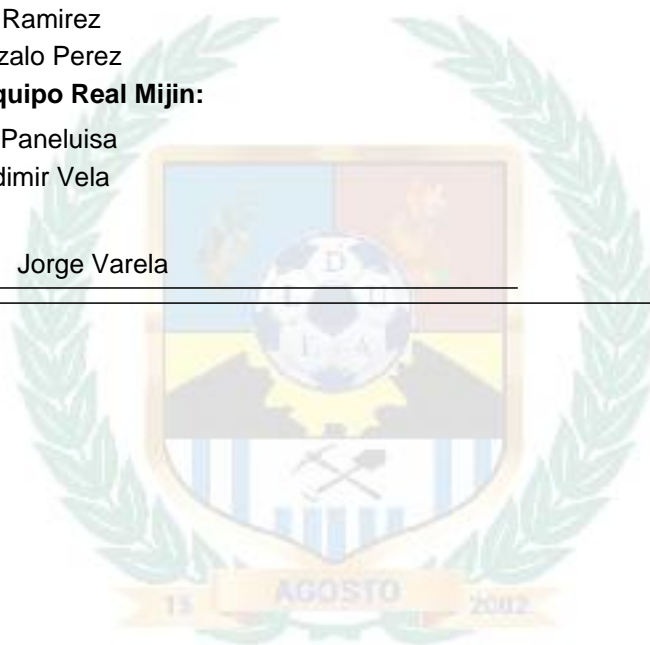 Ramirez
zalo Perez
quipo Real Mijin:
Paneluisa
dimir Vela
Jorge Varela
D
L U
I A
AGOSTO
15 2002